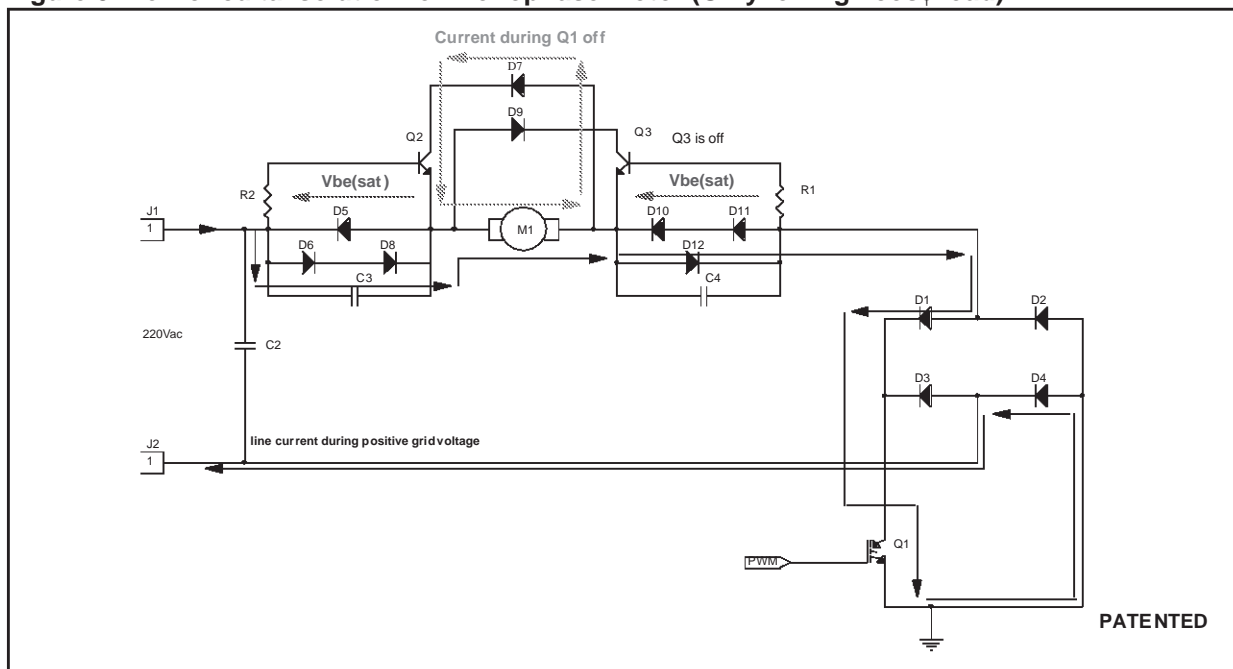 Current during Q1 off
D7
D9
Q2
Q3
Q3 is off
Vbe(sat )
Vbe(sat)
R2
R1
J1
1
D5
D10
D11
M1
D6
D8
D12
C3
C4
D1
D2
220Vac
C2
D3
D4
J2
1
line current during positive grid voltage
Q1
PWM
PATENTED